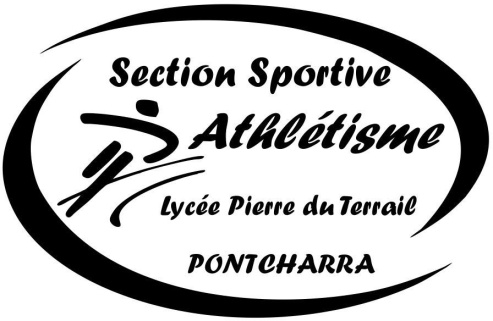 Section Sportive
Athlétisme
Lycée Pierre du Terrail
PONTCHARRA